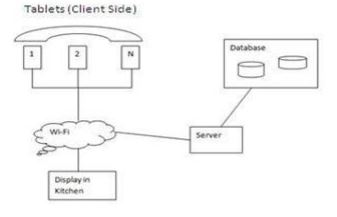 Tablets (Client Side)
1
2
N
Database
Wi-Fi
Server
Display in
Kitchen